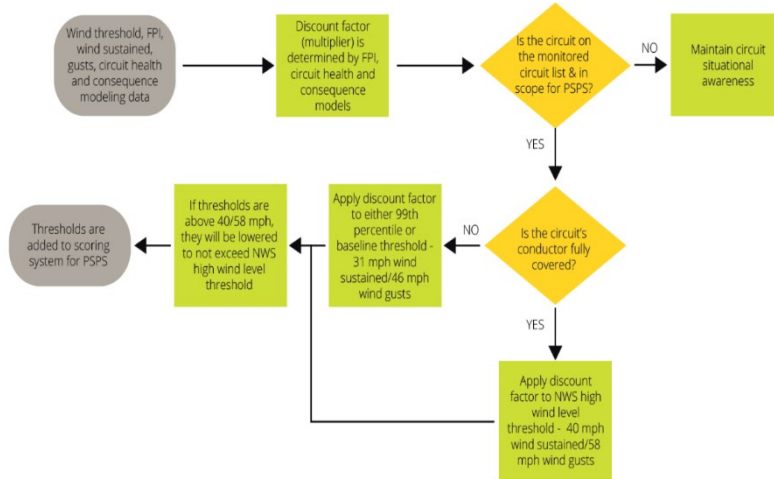 Wind threshold, FPI,
wind sustained,
gusts, circuit health
and consequence
modeling data
Discount factor
(multiplier) is
determined by FPI,
circuit health and
consequence
models
Is the circuit on
the monitored
circuit list & in
scope for PSPS?
NO
Maintain circuit
situational
awareness
YES
Thresholds are
added to scoring
system for PSPS
If thresholds are
above 40/58 mph,
they will be lowered
to not exceed NWS
high wind level
threshold
Apply discount
factor to either 99th
percentile or
baseline threshold -
31 mph wind
sustained/46 mph
wind gusts
NO
Is the circuit's
conductor fully
covered?
YES
Apply discount
factor to NWS high
wind level
threshold - 40 mph
wind sustained/58
mph wind gusts